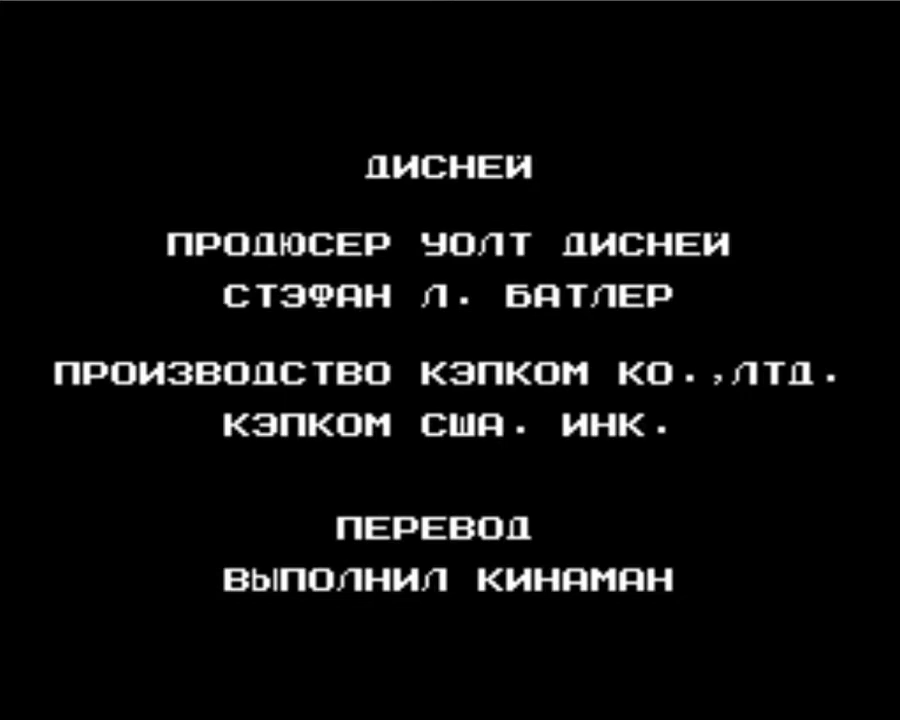 ДИСНЕЙ
ПРОДЮСЕР УОЛТ ДИСНЕЙ
СТЭФАН Л. БАТЛЕР
ПРОИЗВОДСТВО КЭПКОМ КО.,ЛТД.
КЭПКОМ США. ИНК.
ПЕРЕВОД
ВЫПОЛНИЛ КИНАМАН